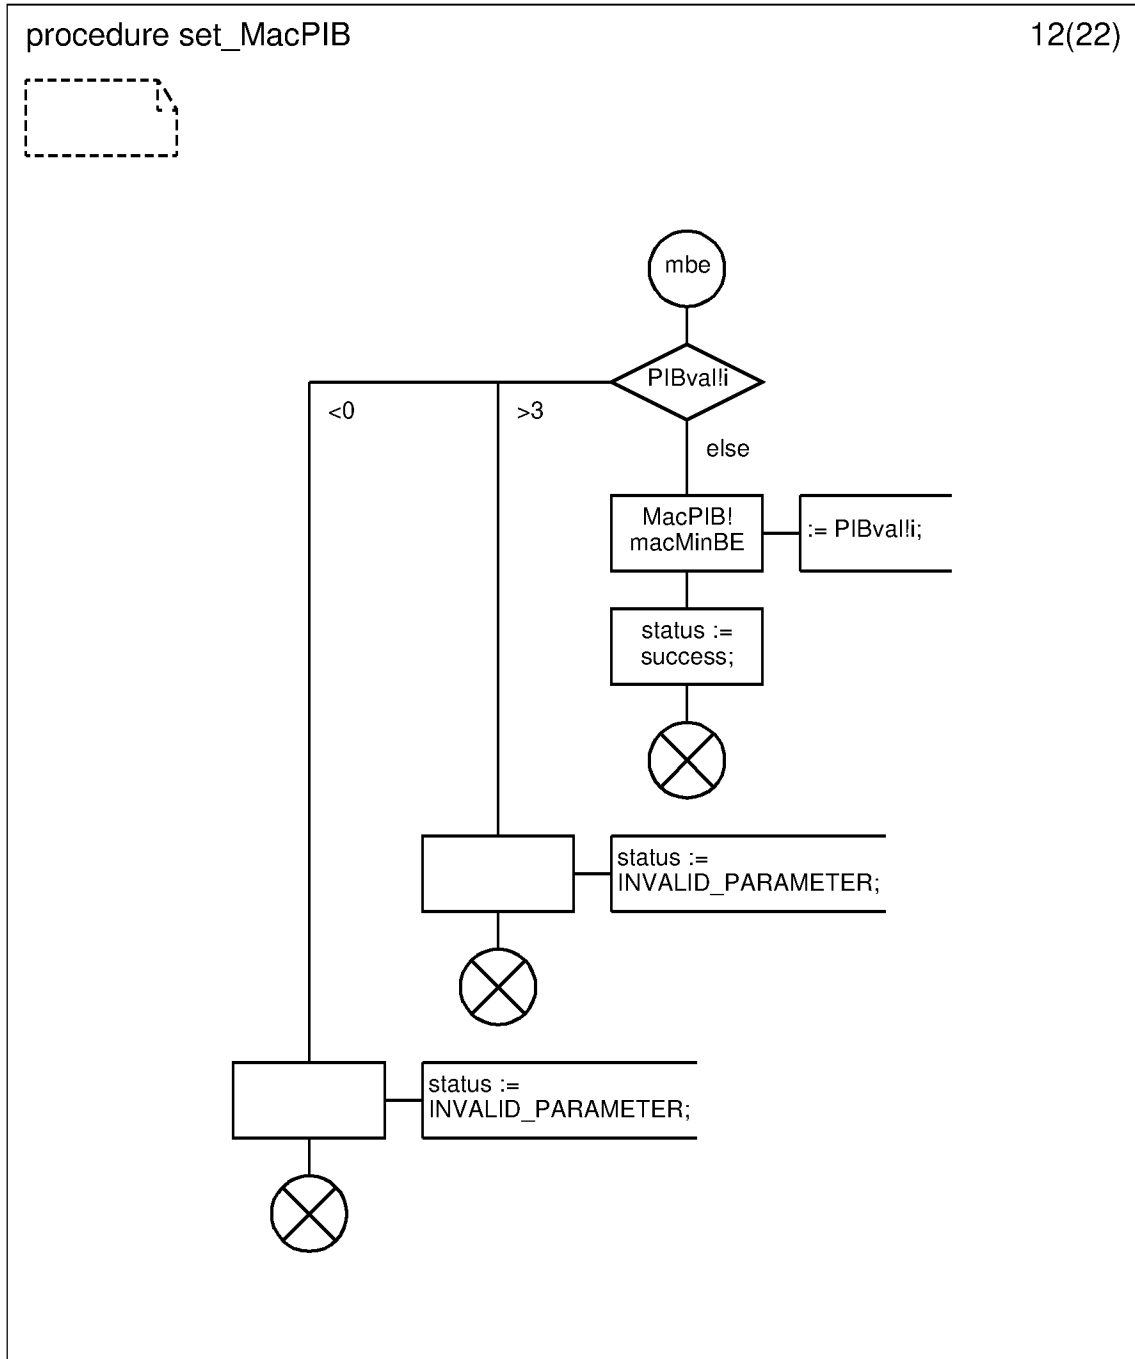 procedure set_MacPIB
12(22)
mbe
PIBval!i
<0
>3
else
MacPIB!
macMinBE
:= PIBval!i;
status :=
success;
status :=
INVALID_PARAMETER;
status :=
INVALID_PARAMETER;